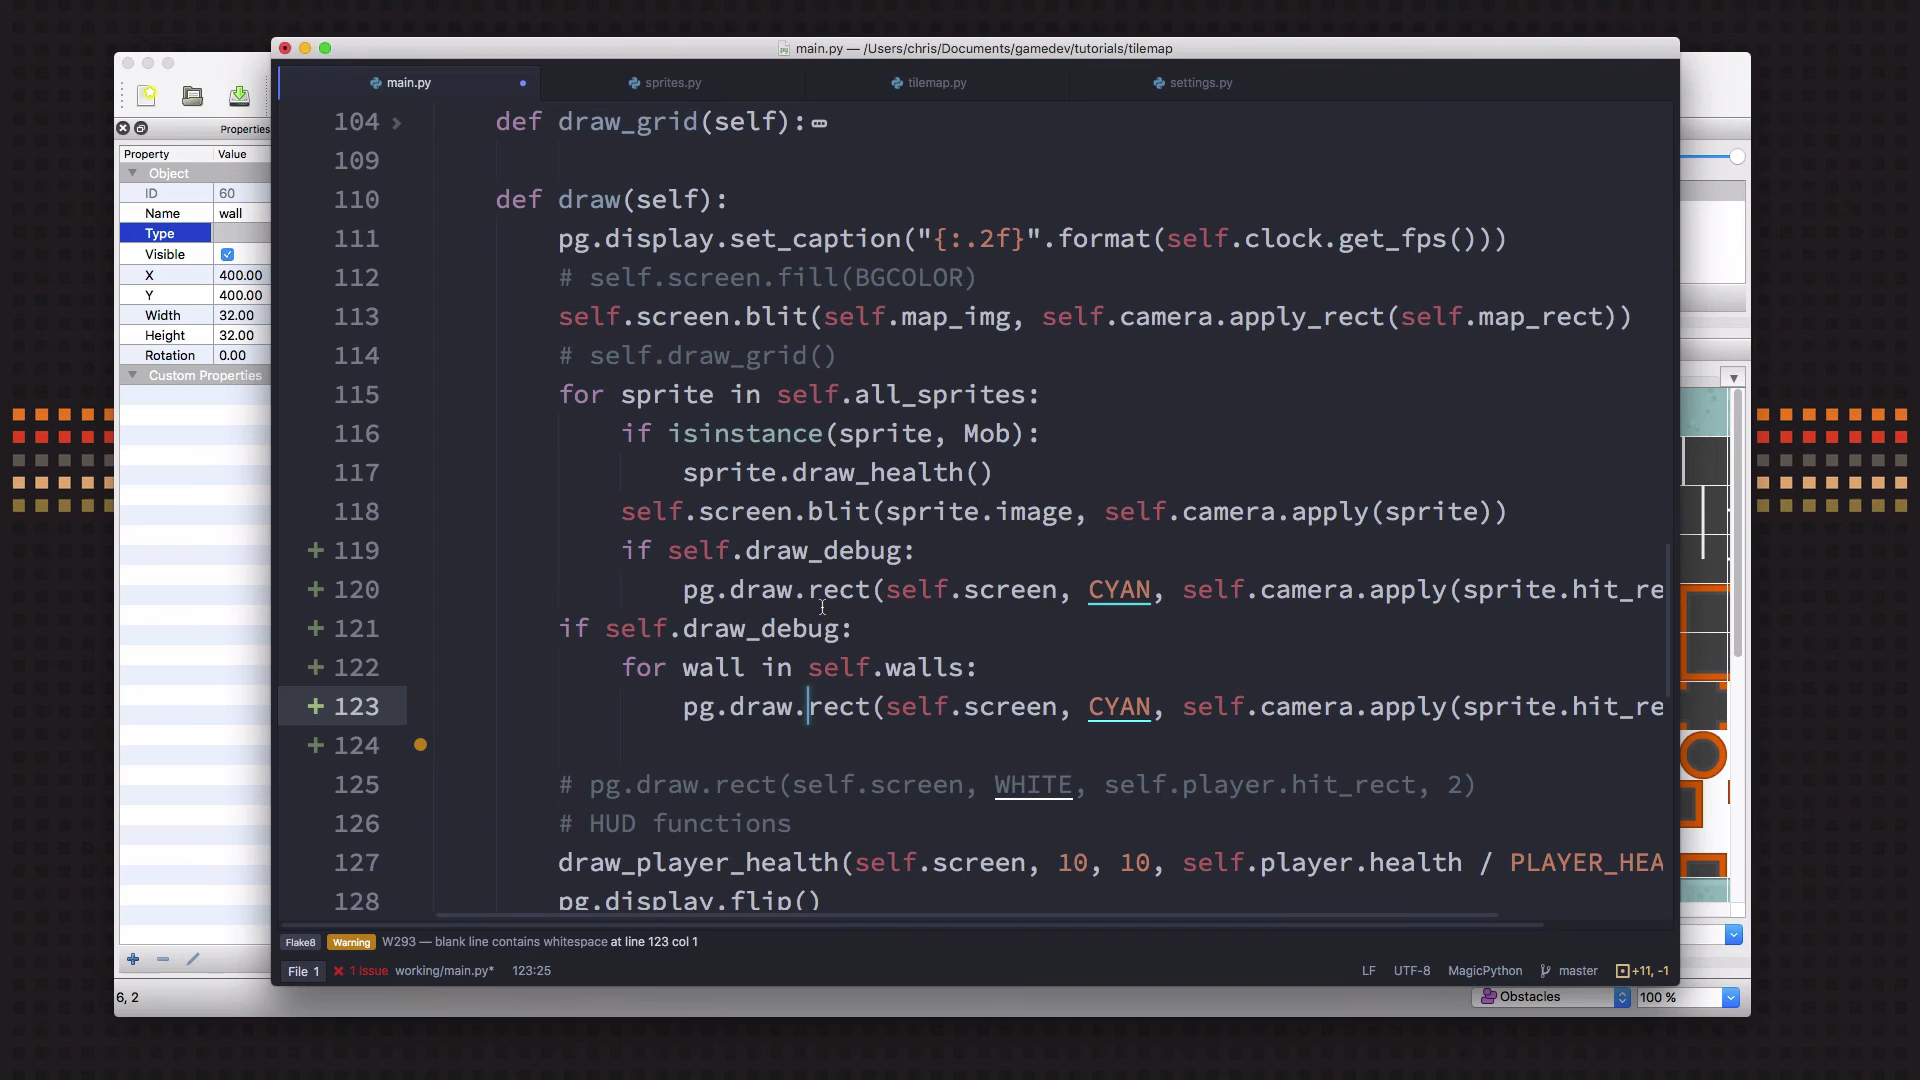 main.py — /Users/chris/Documents/gamedev/tutorials/tilemap
main.py
sprites.py
tilemap.py
settings.py
Properties
Property Value
Object
ID 60
Name wall
Type
Visible
X 400.00
Y 400.00
Width 32.00
Height 32.00
Rotation 0.00
Custom Properties
104 def draw_grid(self):
109
110 def draw(self):
111 pg.display.set_caption("{:.2f}".format(self.clock.get_fps()))
112 # self.screen.fill(BGCOLOR)
113 self.screen.blit(self.map_img, self.camera.apply_rect(self.map_rect))
114 # self.draw_grid()
115 for sprite in self.all_sprites:
116 if isinstance(sprite, Mob):
117 sprite.draw_health()
118 self.screen.blit(sprite.image, self.camera.apply(sprite))
+ 119 if self.draw_debug:
+ 120 pg.draw.rect(self.screen, CYAN, self.camera.apply(sprite.hit_re
+ 121 if self.draw_debug:
+ 122 for wall in self.walls:
+ 123 pg.draw.rect(self.screen, CYAN, self.camera.apply(sprite.hit_re
+ 124
125 # pg.draw.rect(self.screen, WHITE, self.player.hit_rect, 2)
126 # HUD functions
127 draw_player_health(self.screen, 10, 10, self.player.health / PLAYER_HEA
128 pg.display.flip()
Flake8 Warning W293 — blank line contains whitespace at line 123 col 1
File 1 1 Issue working/main.py* 123:25 LF UTF-8 MagicPython master +11, -1
6, 2 Obstacles 100 %